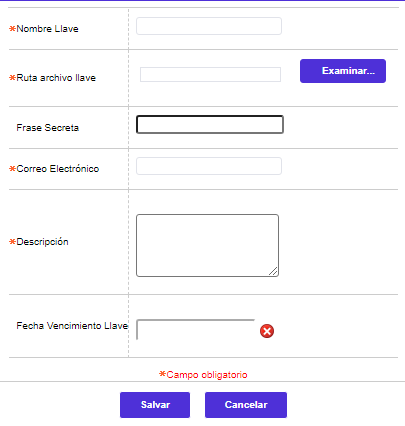 *Nombre Llave
*Ruta archivo llave
Examinar...
Frase Secreta
*Correo Electrónico
*Descripción
Fecha Vencimiento Llave
*Campo obligatorio
Salvar
Cancelar